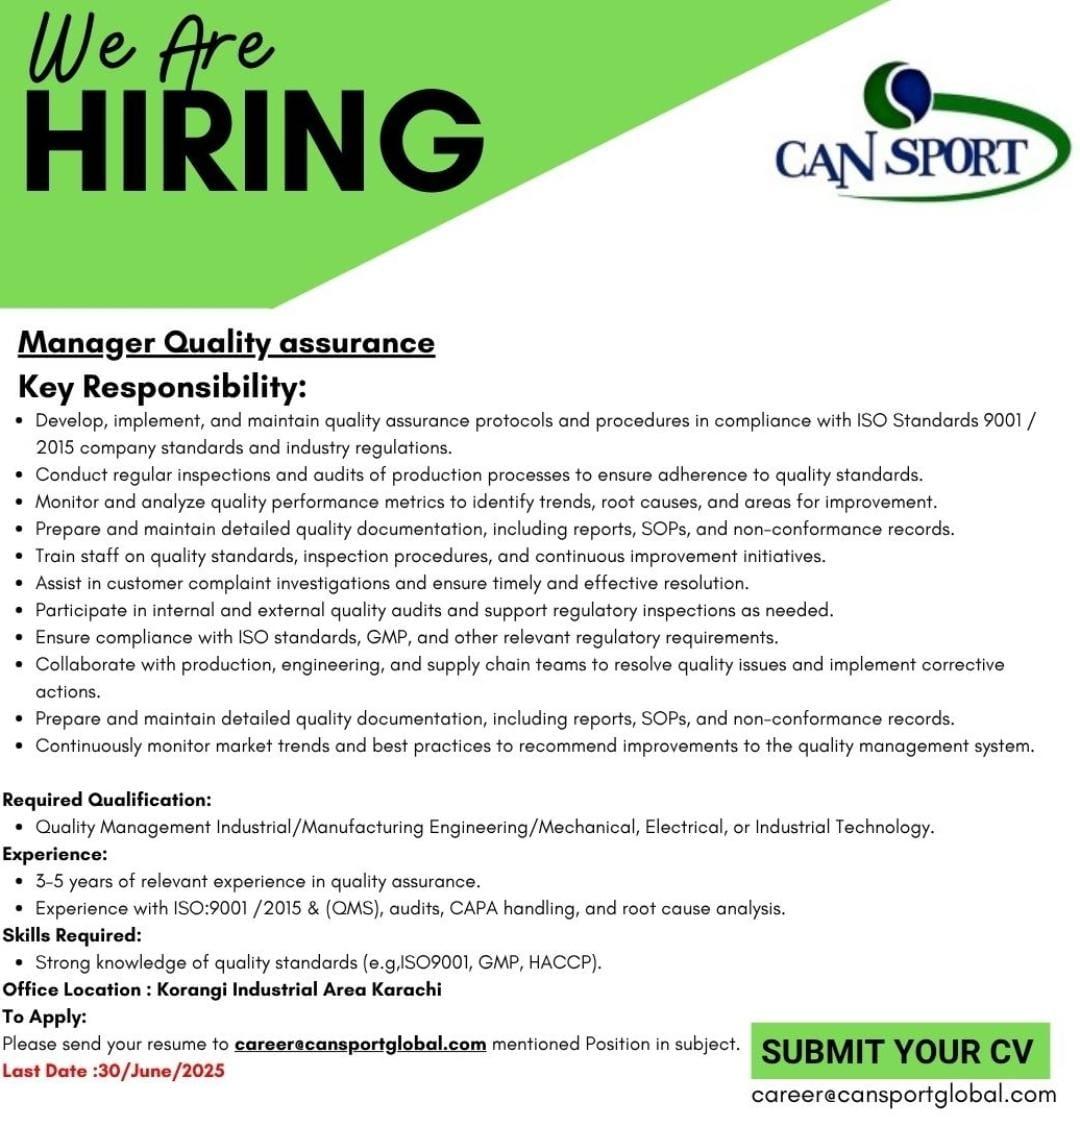 We Are
HIRING
CAN SPORT
Manager Quality assurance
Key Responsibility:
• Develop, implement, and maintain quality assurance protocols and procedures in compliance with ISO Standards 9001 /
2015 company standards and industry regulations.
• Conduct regular inspections and audits of production processes to ensure adherence to quality standards.
• Monitor and analyze quality performance metrics to identify trends, root causes, and areas for improvement.
• Prepare and maintain detailed quality documentation, including reports, SOPs, and non-conformance records.
• Train staff on quality standards, inspection procedures, and continuous improvement initiatives.
• Assist in customer complaint investigations and ensure timely and effective resolution.
• Participate in internal and external quality audits and support regulatory inspections as needed.
• Ensure compliance with ISO standards, GMP, and other relevant regulatory requirements.
• Collaborate with production, engineering, and supply chain teams to resolve quality issues and implement corrective
actions.
• Prepare and maintain detailed quality documentation, including reports, SOPs, and non-conformance records.
• Continuously monitor market trends and best practices to recommend improvements to the quality management system.
Required Qualification:
• Quality Management Industrial/Manufacturing Engineering/Mechanical, Electrical, or Industrial Technology.
Experience:
• 3-5 years of relevant experience in quality assurance.
• Experience with ISO:9001 /2015 & (QMS), audits, CAPA handling, and root cause analysis.
Skills Required:
• Strong knowledge of quality standards (e.g,ISO9001, GMP, HACCP).
Office Location : Korangi Industrial Area Karachi
To Apply:
Please send your resume to career@cansportglobal.com mentioned Position in subject.
Last Date :30/June/2025
SUBMIT YOUR CV
career@cansportglobal.com